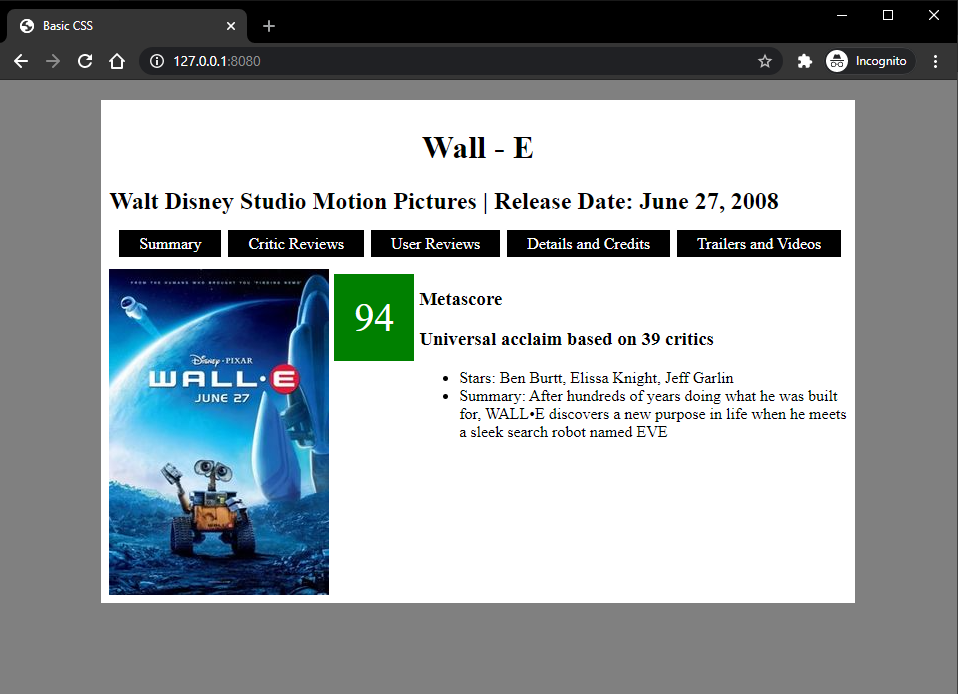 Basic CSS
127.0.0.1:8080
Incognito
Wall - E
Walt Disney Studio Motion Pictures | Release Date: June 27, 2008
Summary
Critic Reviews
User Reviews
Details and Credits
Trailers and Videos
FROM THE HUMANS WHO BROUGHT YOU "FINDING NEMO"
Disney · PIXAR
WALL·E
JUNE 27
94
Metascore
Universal acclaim based on 39 critics
• Stars: Ben Burtt, Elissa Knight, Jeff Garlin
• Summary: After hundreds of years doing what he was built
for, WALL•E discovers a new purpose in life when he meets
a sleek search robot named EVE